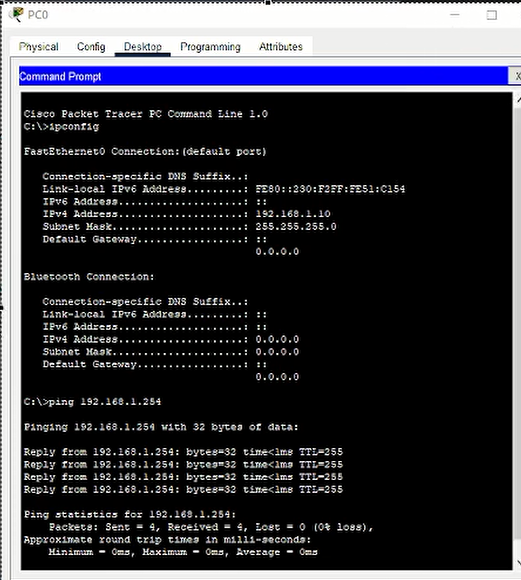 PC0
Physical Config Desktop Programming Attributes
Command Prompt
X
Cisco Packet Tracer PC Command Line 1.0
C:\>ipconfig
FastEthernet0 Connection:(default port)
Connection-specific DNS Suffix..:
Link-local IPv6 Address.........: FE80::230:F2FF:FE51:C154
IPv6 Address....................: ::
IPv4 Address....................: 192.168.1.10
Subnet Mask.....................: 255.255.255.0
Default Gateway.................: ::
0.0.0.0
Bluetooth Connection:
Connection-specific DNS Suffix..:
Link-local IPv6 Address.........: ::
IPv6 Address....................: ::
IPv4 Address....................: 0.0.0.0
Subnet Mask.....................: 0.0.0.0
Default Gateway.................: ::
0.0.0.0
C:\>ping 192.168.1.254
Pinging 192.168.1.254 with 32 bytes of data:
Reply from 192.168.1.254: bytes=32 time<1ms TTL=255
Reply from 192.168.1.254: bytes=32 time<1ms TTL=255
Reply from 192.168.1.254: bytes=32 time<1ms TTL=255
Reply from 192.168.1.254: bytes=32 time<1ms TTL=255
Ping statistics for 192.168.1.254:
Packets: Sent = 4, Received = 4, Lost = 0 (0% loss),
Approximate round trip times in milli-seconds:
Minimum = 0ms, Maximum = 0ms, Average = 0ms